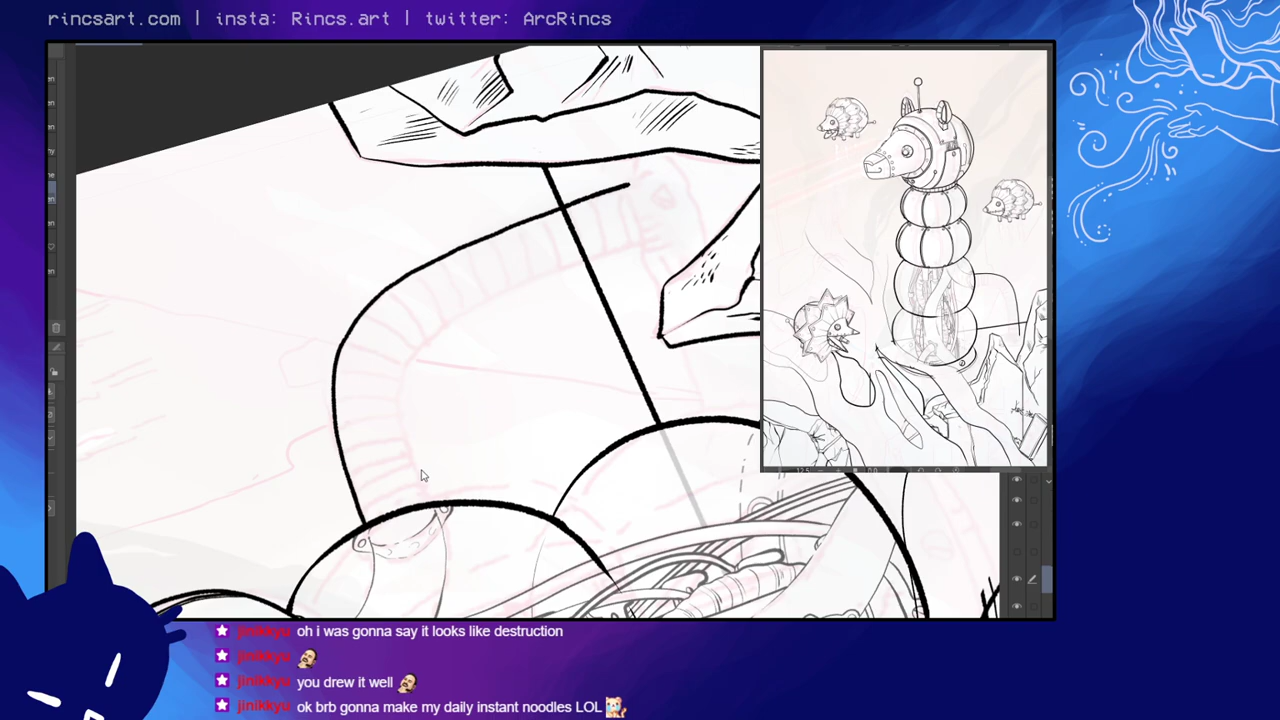 rincsart.com | insta: Rincs.art | twitter: ArcRincs
jinikkyu oh i was gonna say it looks like destruction
jinikkyu
jinikkyu you drew it well
jinikkyu ok brb gonna make my daily instant noodles LOL